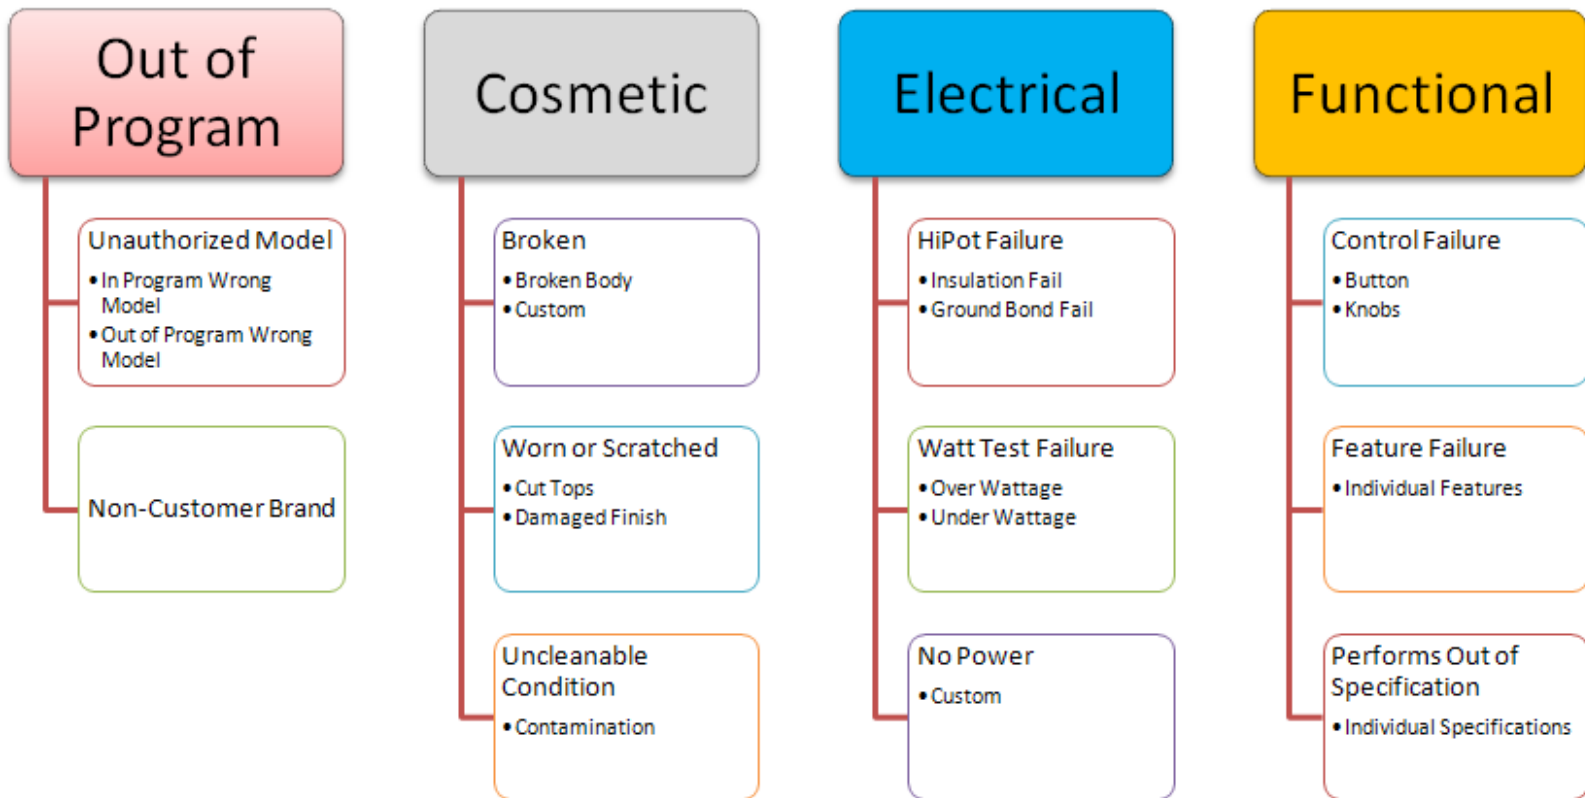 Out of
Program
Unauthorized Model
• In Program Wrong
Model
• Out of Program Wrong
Model
Non-Customer Brand
Cosmetic
Broken
• Broken Body
• Custom
Worn or Scratched
• Cut Tops
• Damaged Finish
Uncleanable
Condition
• Contamination
Electrical
HiPot Failure
• Insulation Fail
• Ground Bond Fail
Watt Test Failure
• Over Wattage
• Under Wattage
No Power
• Custom
Functional
Control Failure
• Button
• Knobs
Feature Failure
• Individual Features
Performs Out of
Specification
• Individual Specifications